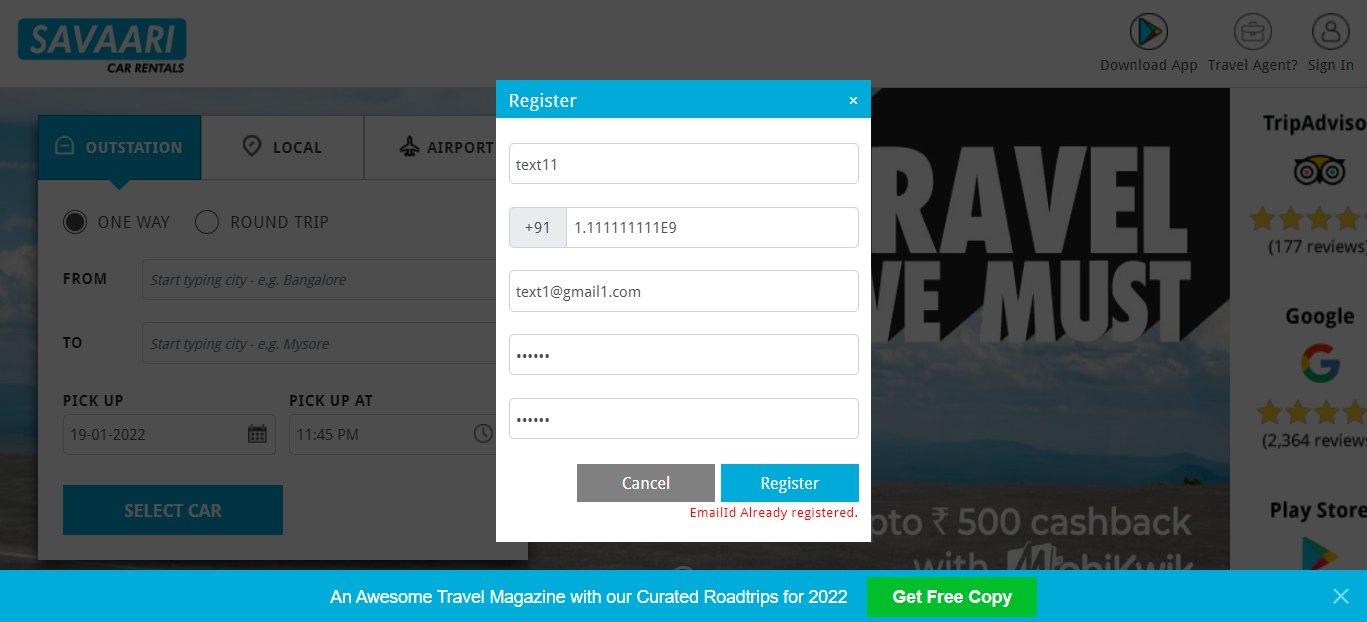 SAVAARI
CAR RENTALS
Download App
Travel Agent?
Sign In
Register
×
OUTSTATION
LOCAL
AIRPORT
text11
ONE WAY
ROUND TRIP
+91
1.111111111E9
FROM
Start typing city - e.g. Bangalore
text1@gmail1.com
TO
Start typing city - e.g. Mysore
••••••
PICK UP
PICK UP AT
19-01-2022
11:45 PM
••••••
Cancel
Register
SELECT CAR
EmailId Already registered.
RAVEL
VE MUST
oto ₹ 500 cashback
with MobiKwik
TripAdviso
(177 reviews
Google
(2,364 review
Play Store
An Awesome Travel Magazine with our Curated Roadtrips for 2022
Get Free Copy